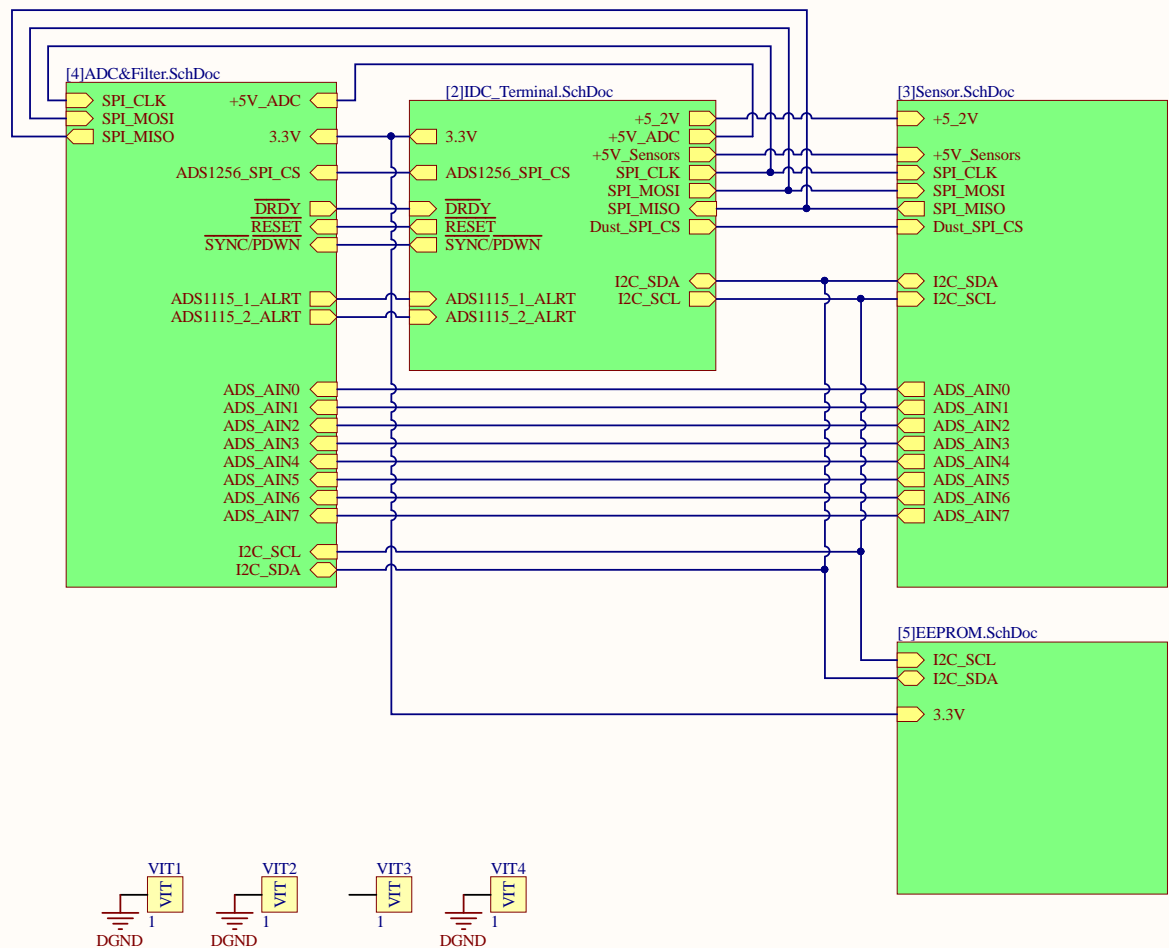 [4]ADC&Filter.SchDoc
SPI_CLK
SPI_MOSI
SPI_MISO
+5V_ADC
3.3V
ADS1256_SPI_CS
DRDY
RESET
SYNC/PDWN
ADS1115_1_ALRT
ADS1115_2_ALRT
ADS_AIN0
ADS_AIN1
ADS_AIN2
ADS_AIN3
ADS_AIN4
ADS_AIN5
ADS_AIN6
ADS_AIN7
I2C_SCL
I2C_SDA
[2]IDC_Terminal.SchDoc
3.3V
ADS1256_SPI_CS
DRDY
RESET
SYNC/PDWN
ADS1115_1_ALRT
ADS1115_2_ALRT
+5_2V
+5V_ADC
+5V_Sensors
SPI_CLK
SPI_MOSI
SPI_MISO
Dust_SPI_CS
I2C_SDA
I2C_SCL
[3]Sensor.SchDoc
+5_2V
+5V_Sensors
SPI_CLK
SPI_MOSI
SPI_MISO
Dust_SPI_CS
I2C_SDA
I2C_SCL
ADS_AIN0
ADS_AIN1
ADS_AIN2
ADS_AIN3
ADS_AIN4
ADS_AIN5
ADS_AIN6
ADS_AIN7
[5]EEPROM.SchDoc
I2C_SCL
I2C_SDA
3.3V
VIT1
VIT
1
DGND
VIT2
VIT
1
DGND
VIT3
VIT
1
VIT4
VIT
1
DGND